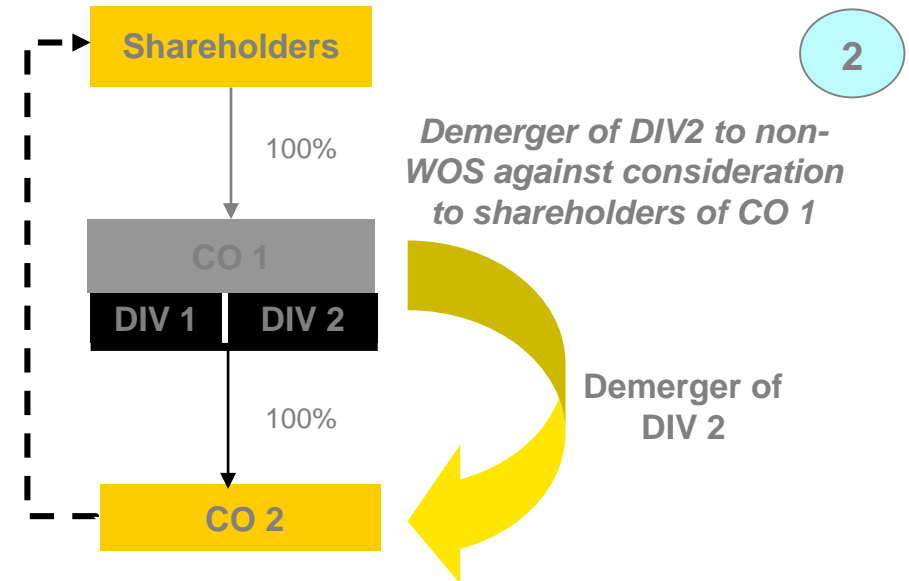 Shareholders
2
100%
Demerger of DIV2 to non-
WOS against consideration
to shareholders of CO 1
CO 1
DIV 1
DIV 2
Demerger of
DIV 2
100%
CO 2